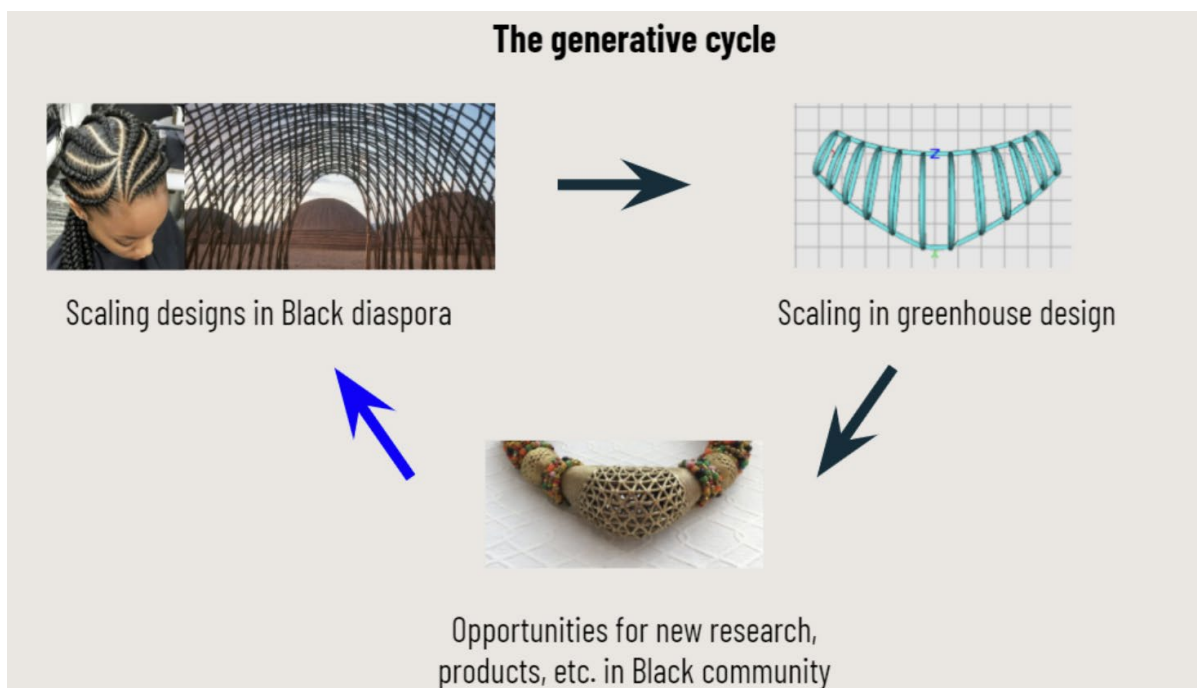 The generative cycle
Z
Scaling designs in Black diaspora
Scaling in greenhouse design
Opportunities for new research,
products, etc. in Black community